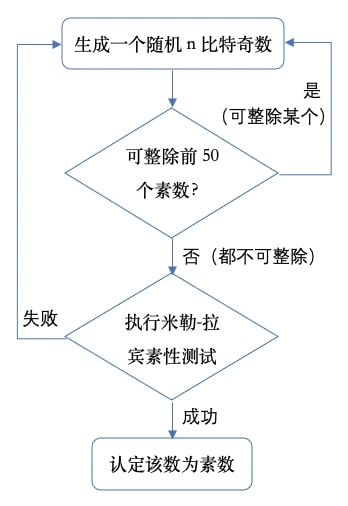 生成一个随机 n 比特奇数
是
（可整除某个）
可整除前 50
个素数?
否（都不可整除）
失败
执行米勒-拉
宾素性测试
成功
认定该数为素数